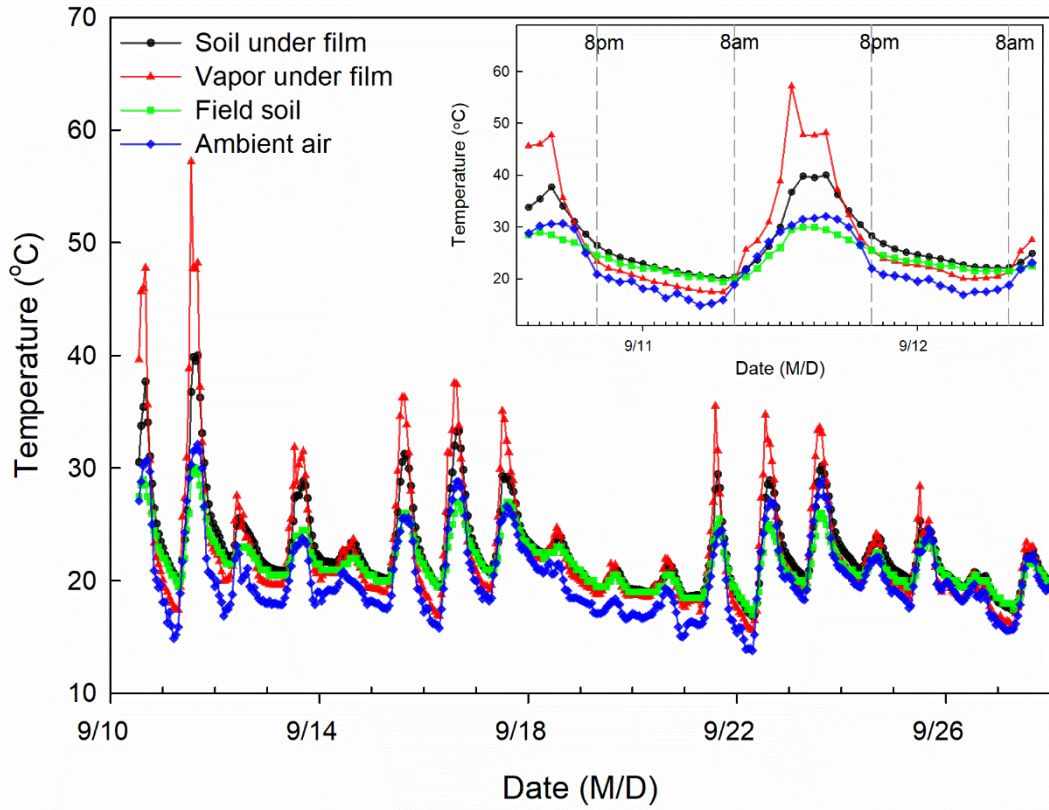 70
60
50
40
30
20
10
Temperature (°C)
Soil under film
Vapor under film
Field soil
Ambient air
8pm
8am
8pm
8am
60
50
40
30
20
Temperature (°C)
9/11
9/12
Date (M/D)
9/10
9/14
9/18
9/22
9/26
Date (M/D)